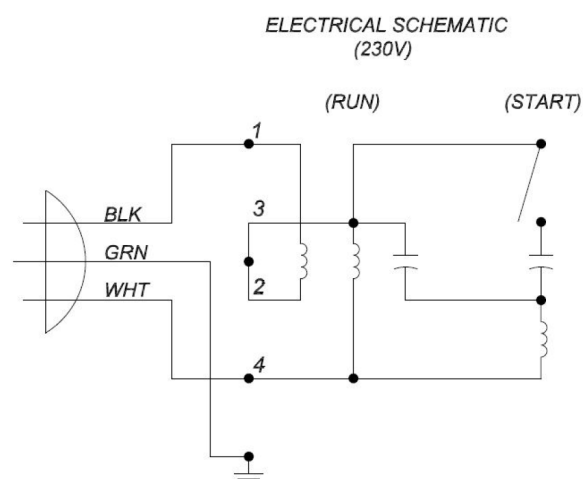 ELECTRICAL SCHEMATIC
(230V)
(RUN)
(START)
1
3
BLK
GRN
2
WHT
4